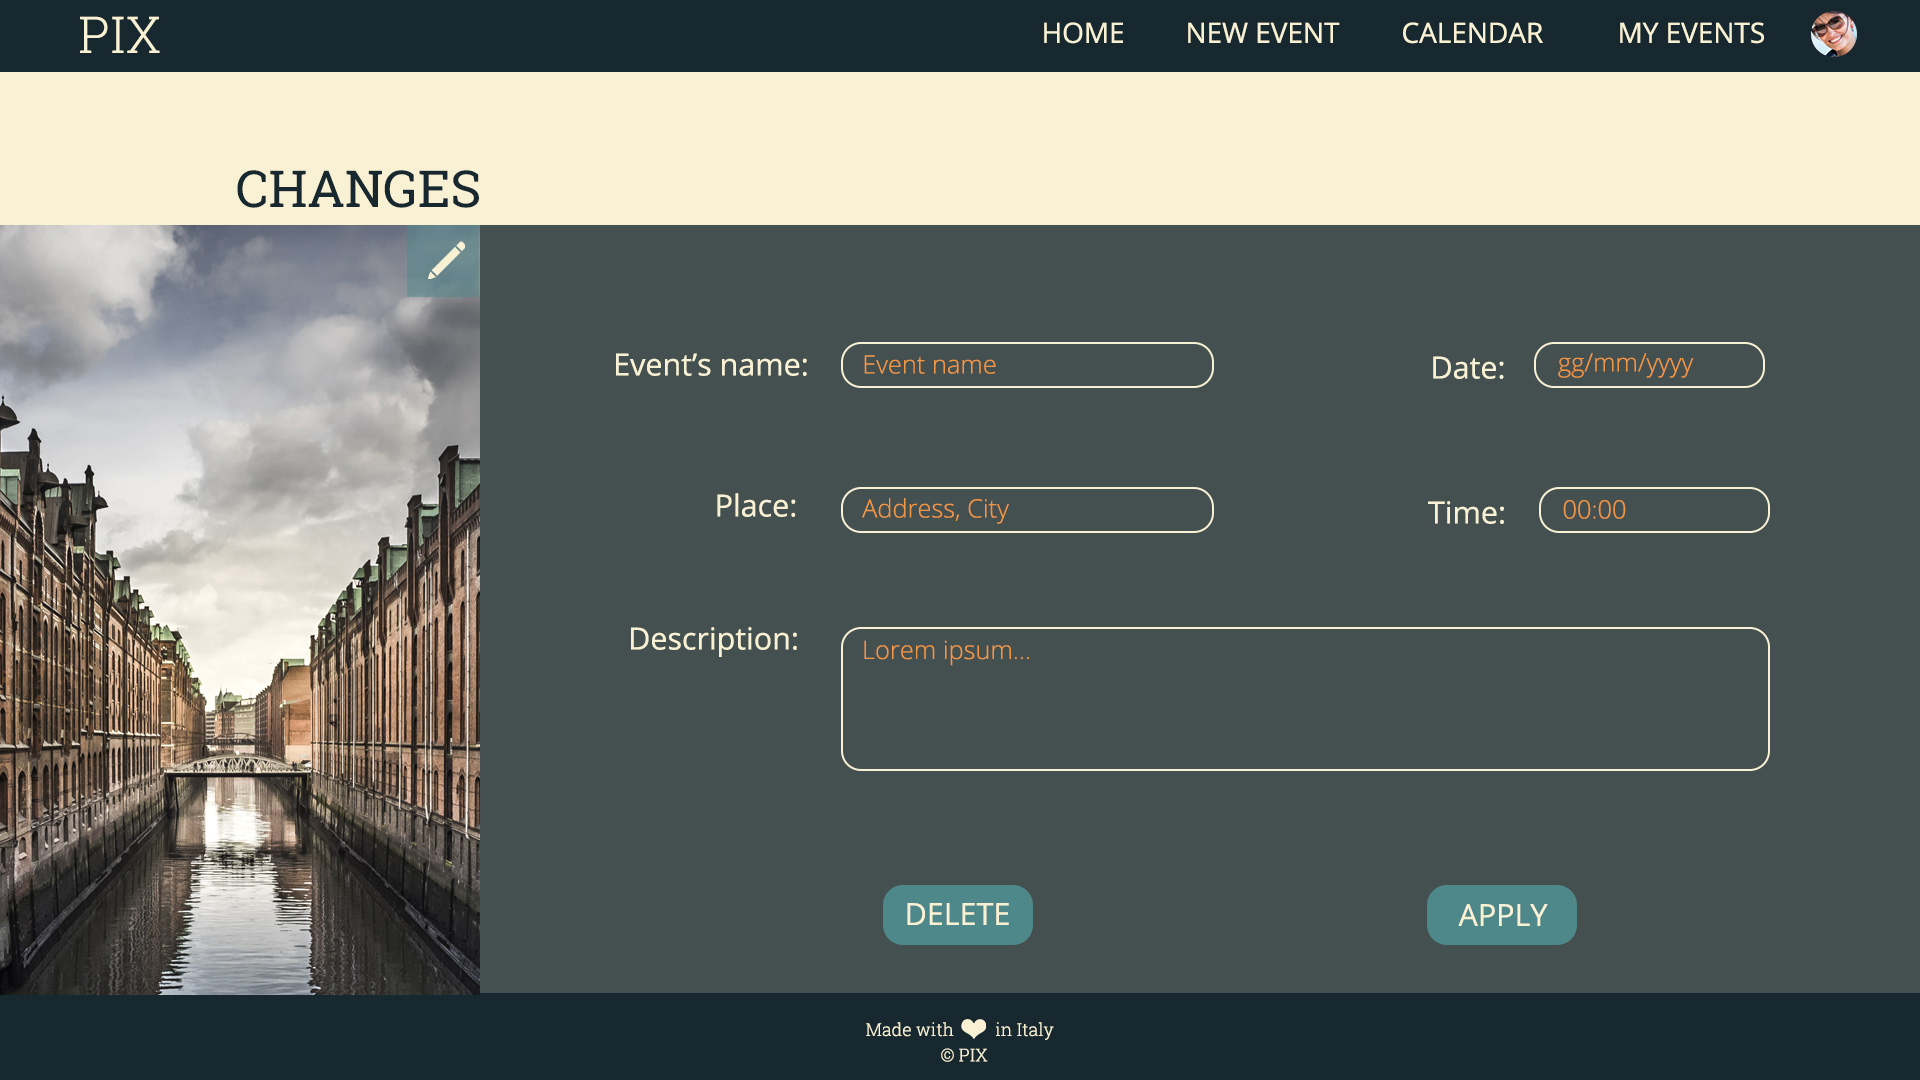 PIX
HOME NEW EVENT CALENDAR MY EVENTS
CHANGES
Event’s name: Event name
Date: gg/mm/yyyy
Place: Address, City
Time: 00:00
Description: Lorem ipsum...
DELETE
APPLY
Made with ❤ in Italy
© PIX